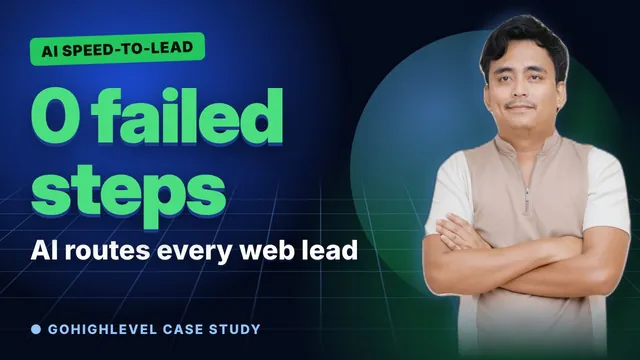 AI SPEED-TO-LEAD
0 failed
steps
AI routes every web lead
GOHIGHLEVEL CASE STUDY